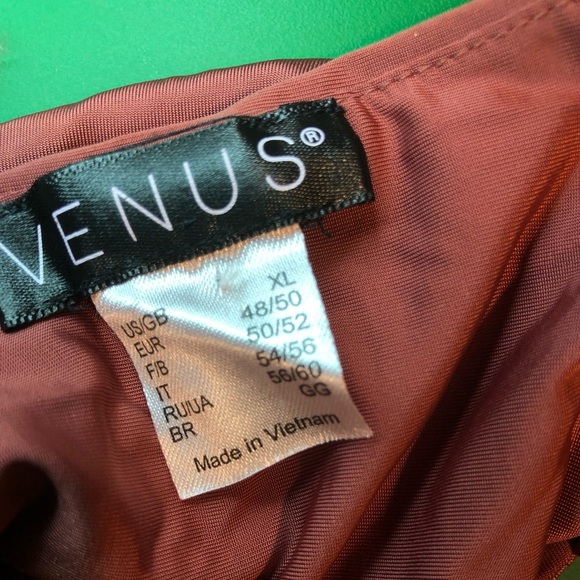 VENUS®
US/GB XL
EUR 48/50
F/B 50/52
IT 54/56
RU/UA 56/60
BR GG
Made in Vietnam